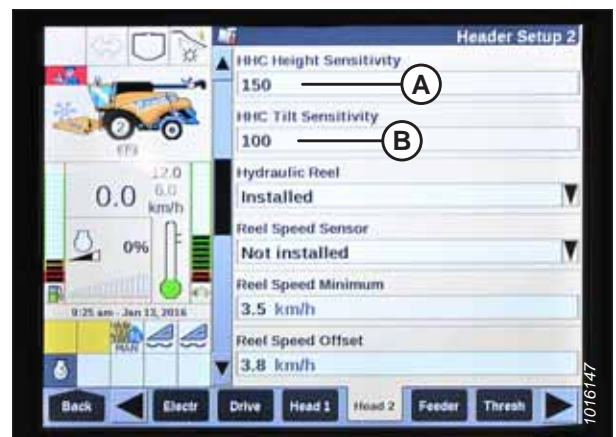 Header Setup 2
HHC Height Sensitivity
150
A
HHC Tilt Sensitivity
100
B
Hydraulic Reel
Installed
Reel Speed Sensor
Not installed
Reel Speed Minimum
3.5 km/h
Reel Speed Offset
3.8 km/h
2
12.0
0.0
6.0
km/h
0%
9:25 am - Jan 13, 2016
MAN
Back
Electr
Drive
Head 1
Head 2
Feeder
Thresh
1016147